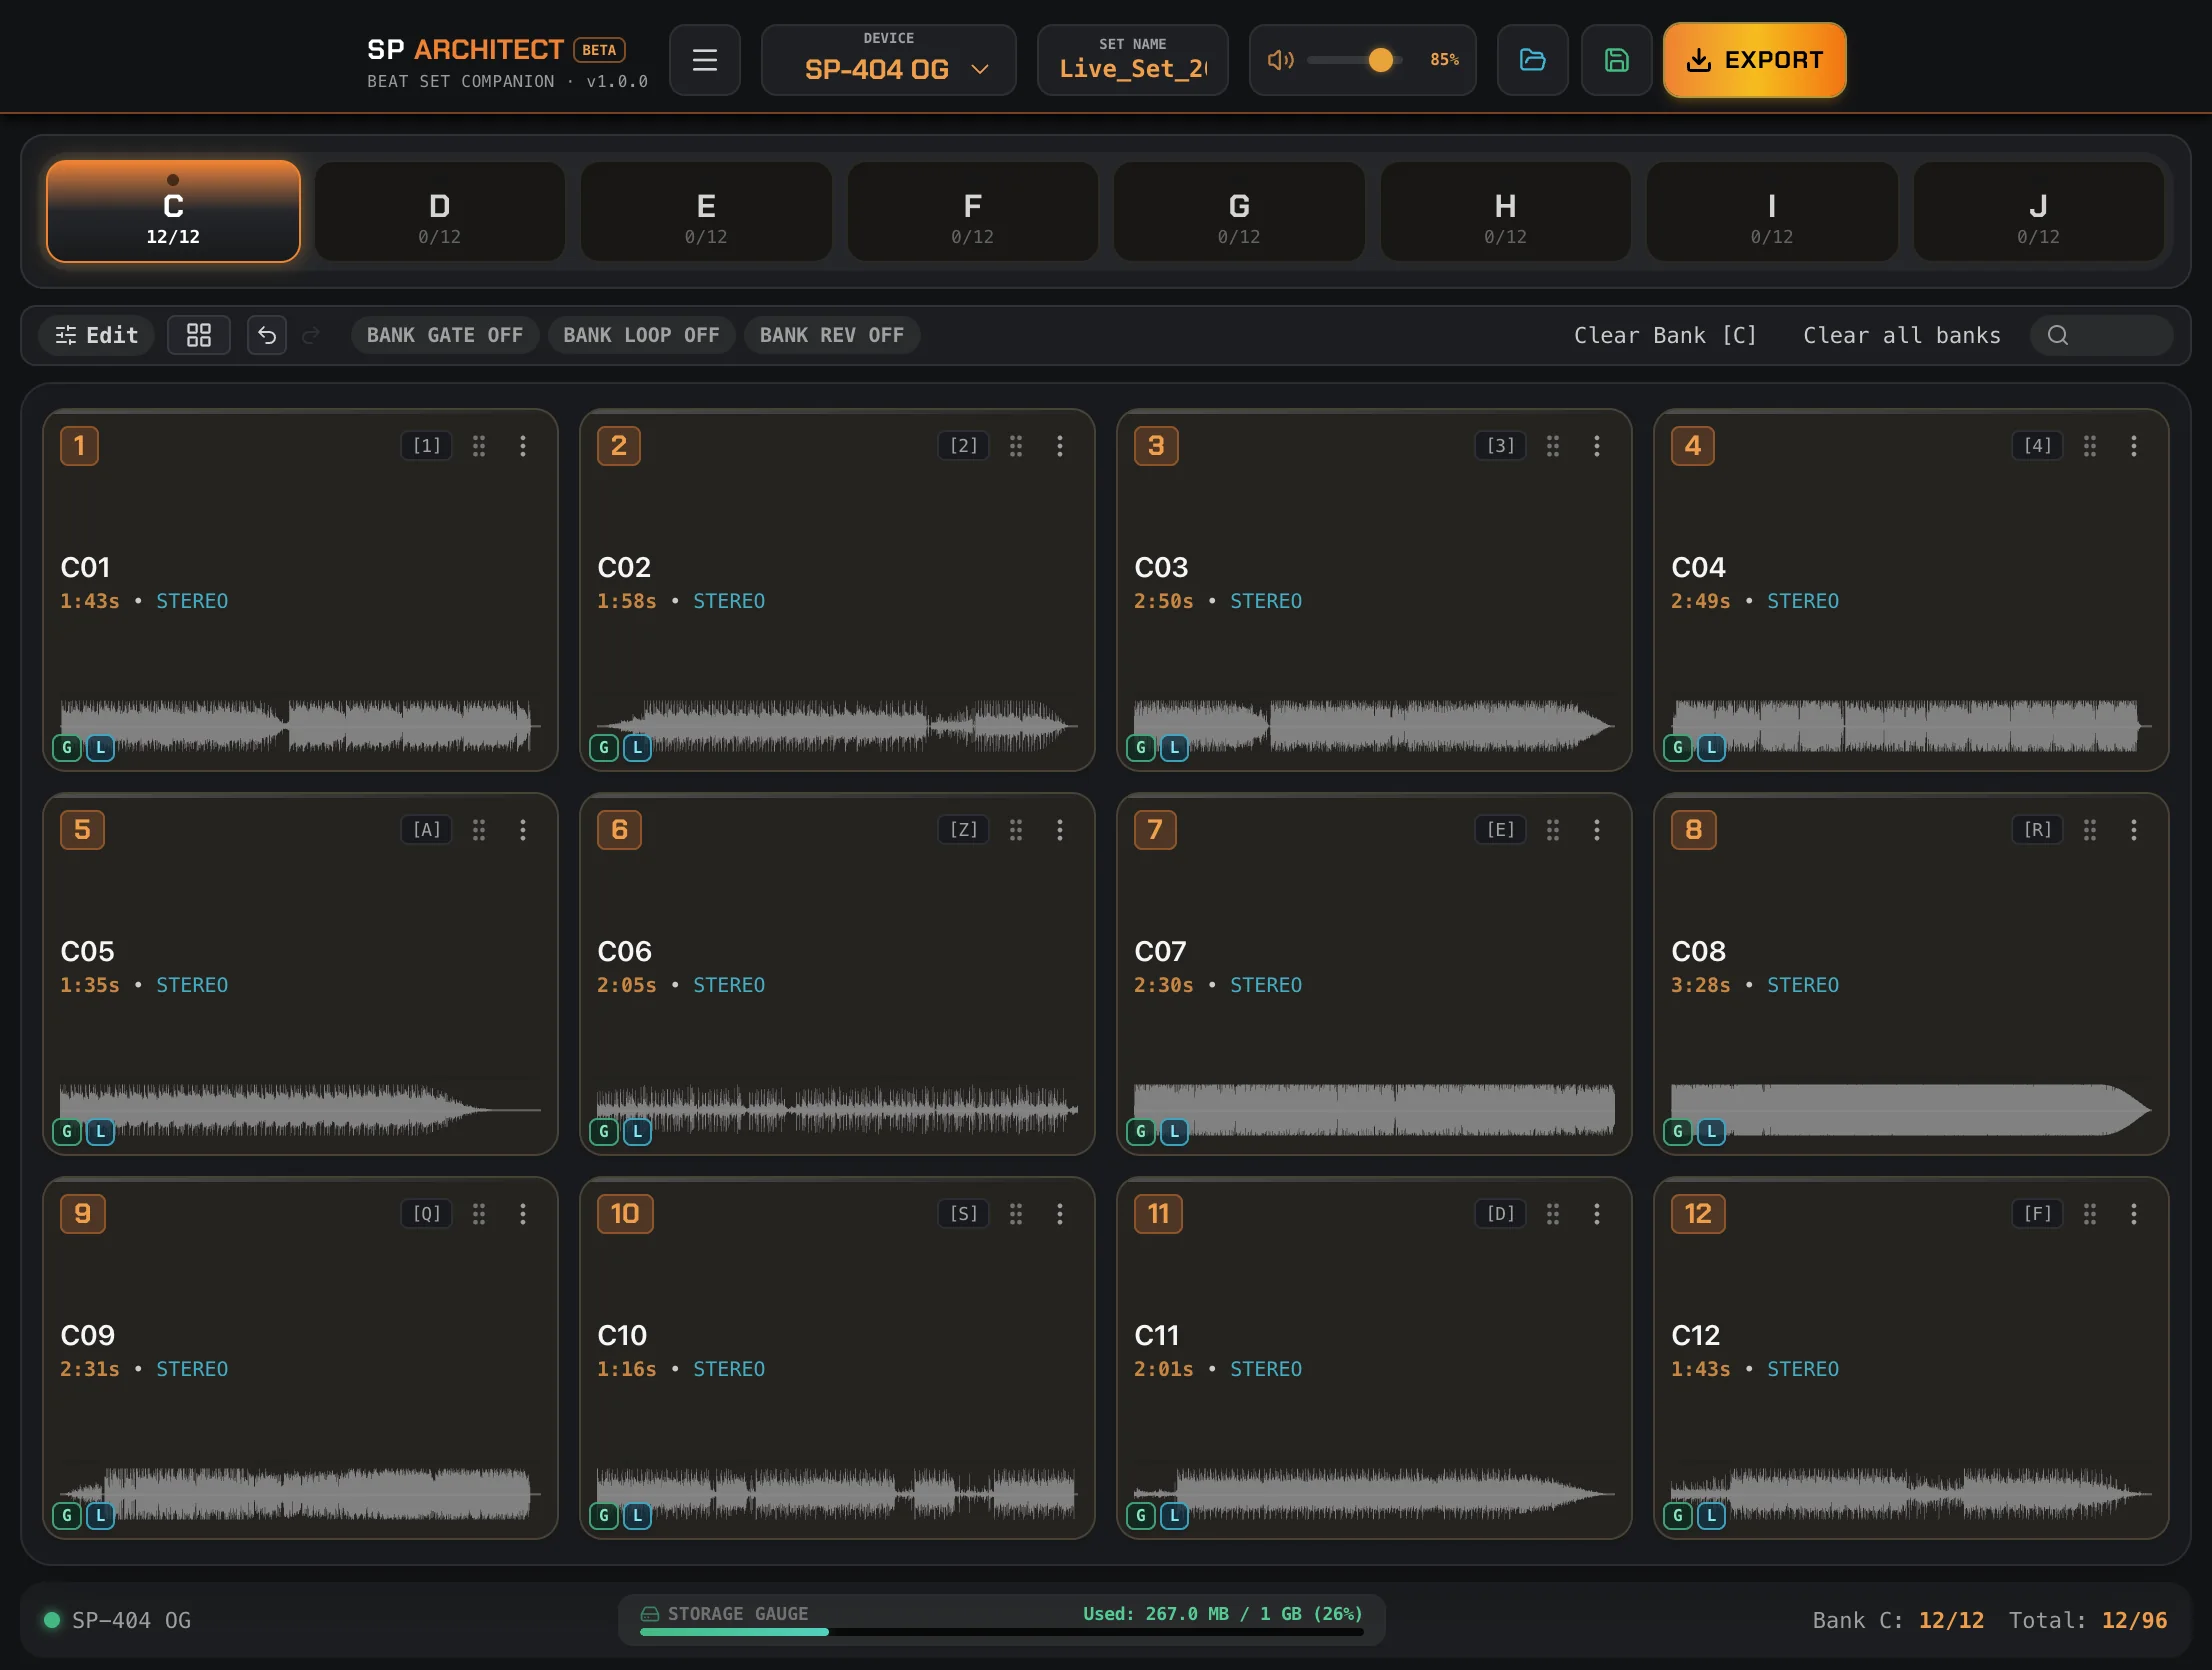 SP ARCHITECT BETA
BEAT SET COMPANION · v1.0.0
DEVICE
SP-404 OG
SET NAME
Live_Set_2
85%
EXPORT
C
12/12
D
0/12
E
0/12
F
0/12
G
0/12
H
0/12
I
0/12
J
0/12
Edit
BANK GATE OFF
BANK LOOP OFF
BANK REV OFF
Clear Bank [C]
Clear all banks
1 [1]
C01
1:43s • STEREO
G L
2 [2]
C02
1:58s • STEREO
G L
3 [3]
C03
2:50s • STEREO
G L
4 [4]
C04
2:49s • STEREO
G L
5 [A]
C05
1:35s • STEREO
G L
6 [Z]
C06
2:05s • STEREO
G L
7 [E]
C07
2:30s • STEREO
G L
8 [R]
C08
3:28s • STEREO
G L
9 [Q]
C09
2:31s • STEREO
G L
10 [S]
C10
1:16s • STEREO
G L
11 [D]
C11
2:01s • STEREO
G L
12 [F]
C12
1:43s • STEREO
G L
SP-404 OG
STORAGE GAUGE
Used: 267.0 MB / 1 GB (26%)
Bank C: 12/12 Total: 12/96